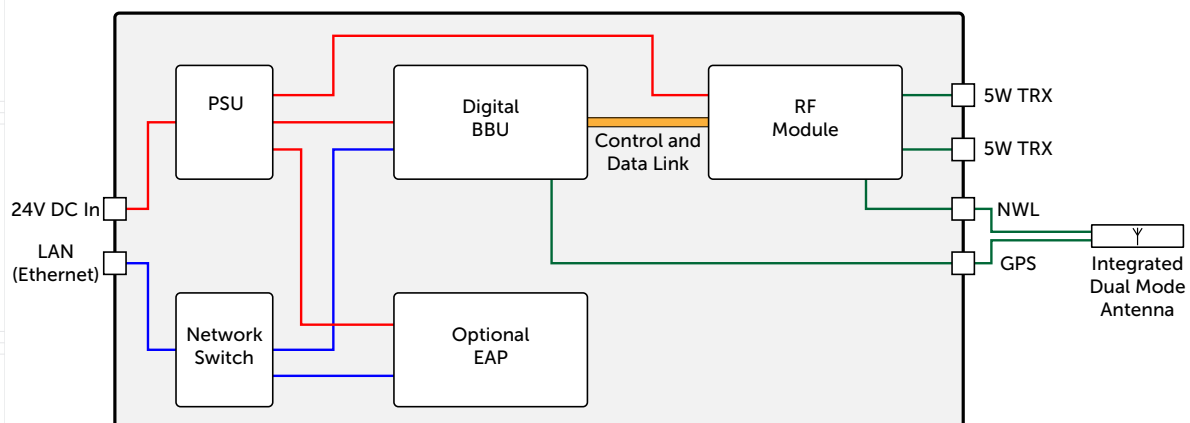 PSU
Digital
BBU
RF
Module
5W TRX
Control and
Data Link
5W TRX
24V DC In
NWL
LAN
(Ethernet)
GPS
Integrated
Dual Mode
Antenna
Network
Switch
Optional
EAP